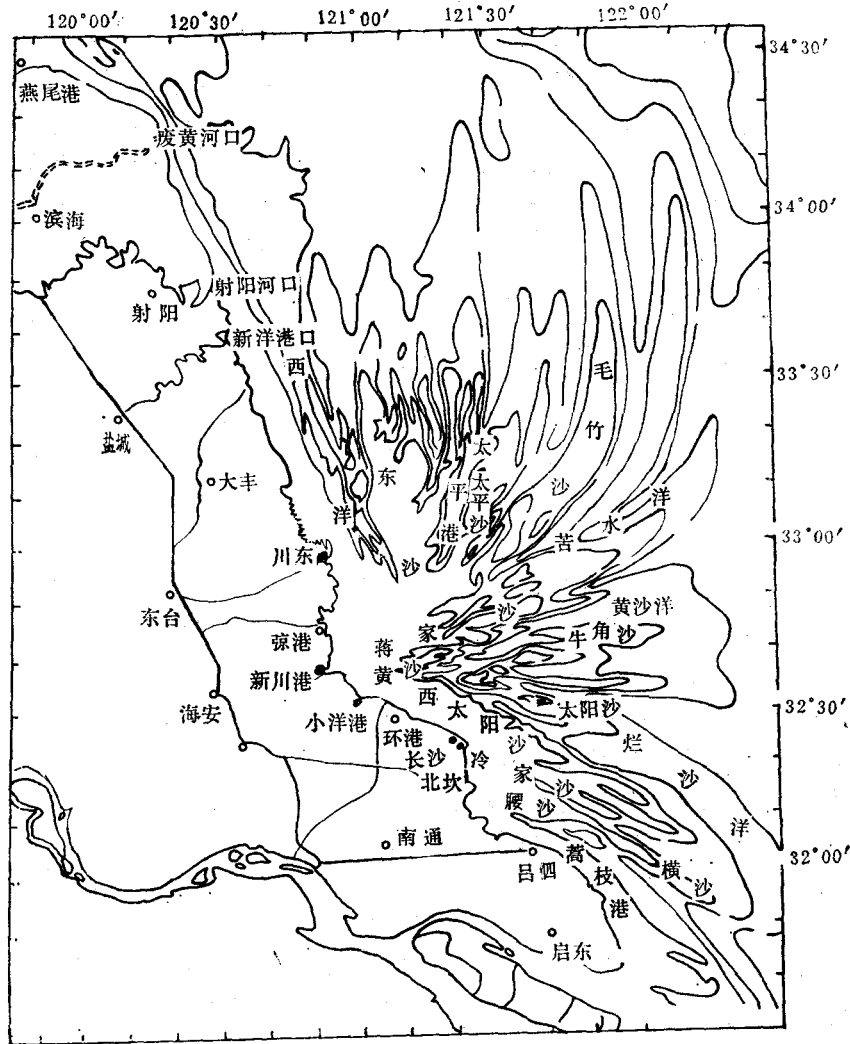 120°00′
120°30′
121°00′
121°30′
122°00′
34°30′
燕尾港
废黄河口
34°00′
滨海
射阳河口
射阳
新洋港口
西洋
33°30′
毛竹沙
盐城
太平港
太平沙
东沙
大丰
苦水洋
33°00′
川东
东台
黄沙洋
蒋家沙
牛角沙
弶港
黄沙
新川港
西太阳沙
太阳沙
32°30′
海安
小洋港
环港
烂沙洋
长沙
冷家沙
北坎
腰沙
南通
32°00′
吕泗
蒿枝港
横沙
启东